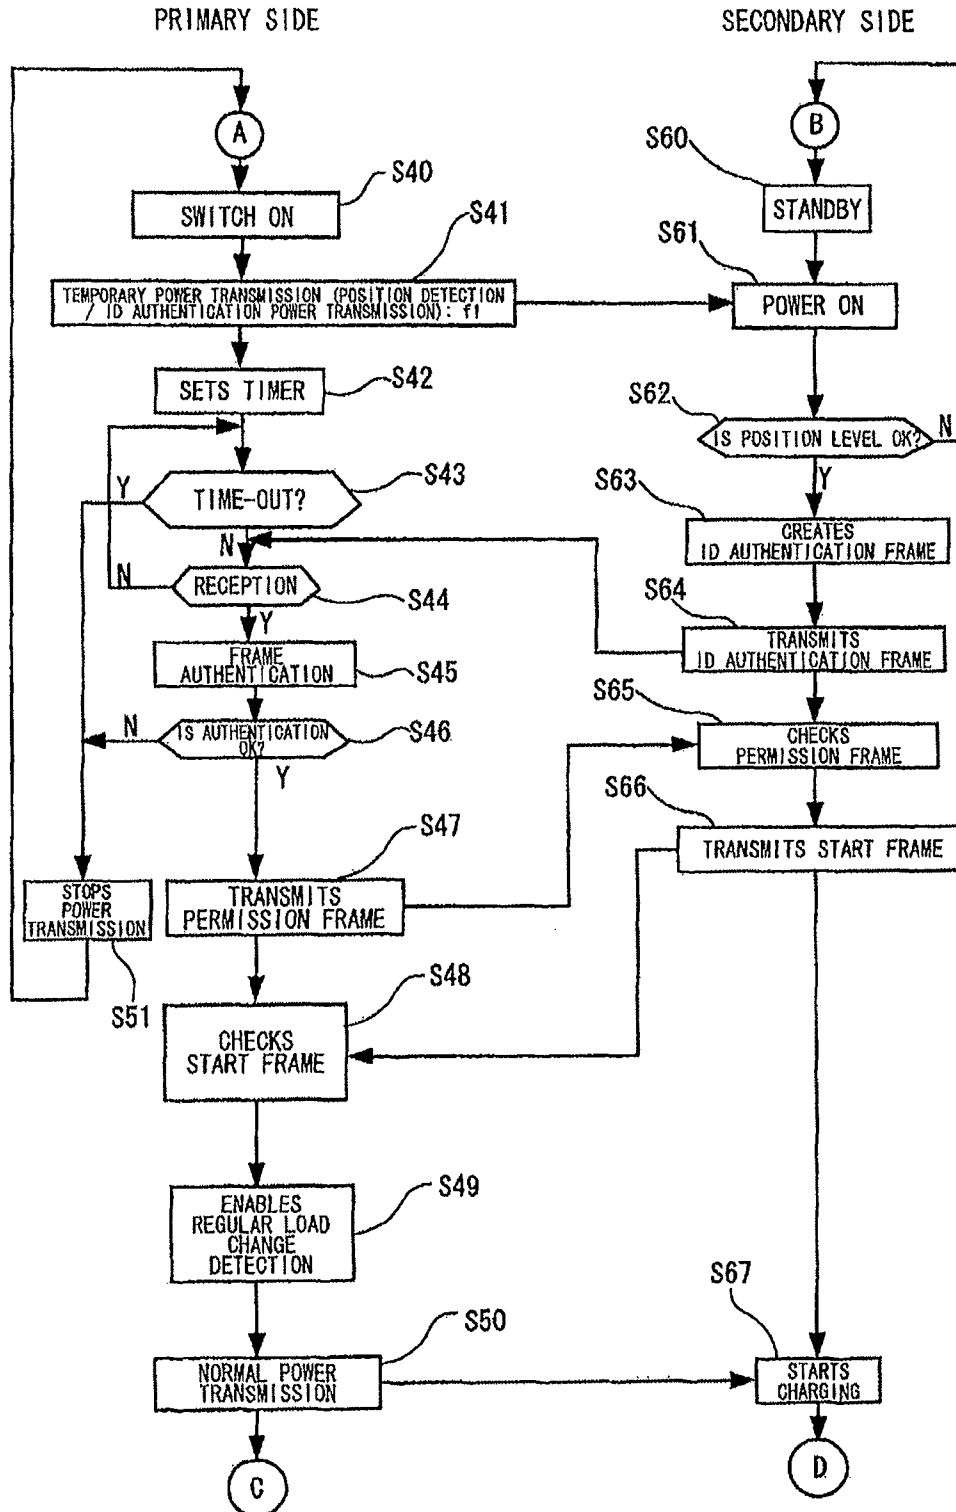 PRIMARY SIDE
SECONDARY SIDE
A
B
S40
SWITCH ON
S60
STANDBY
S41
TEMPORARY POWER TRANSMISSION (POSITION DETECTION
/ ID AUTHENTICATION POWER TRANSMISSION): f1
S61
POWER ON
S42
SETS TIMER
S62
IS POSITION LEVEL OK?
N
Y
S43
TIME-OUT?
Y
N
S63
CREATES
ID AUTHENTICATION FRAME
S44
RECEPTION
N
Y
S64
TRANSMITS
ID AUTHENTICATION FRAME
S45
FRAME
AUTHENTICATION
S65
CHECKS
PERMISSION FRAME
S46
IS AUTHENTICATION
OK?
N
Y
S66
TRANSMITS START FRAME
S47
TRANSMITS
PERMISSION FRAME
STOPS
POWER
TRANSMISSION
S51
S48
CHECKS
START FRAME
S49
ENABLES
REGULAR LOAD
CHANGE
DETECTION
S50
NORMAL POWER
TRANSMISSION
S67
STARTS
CHARGING
C
D